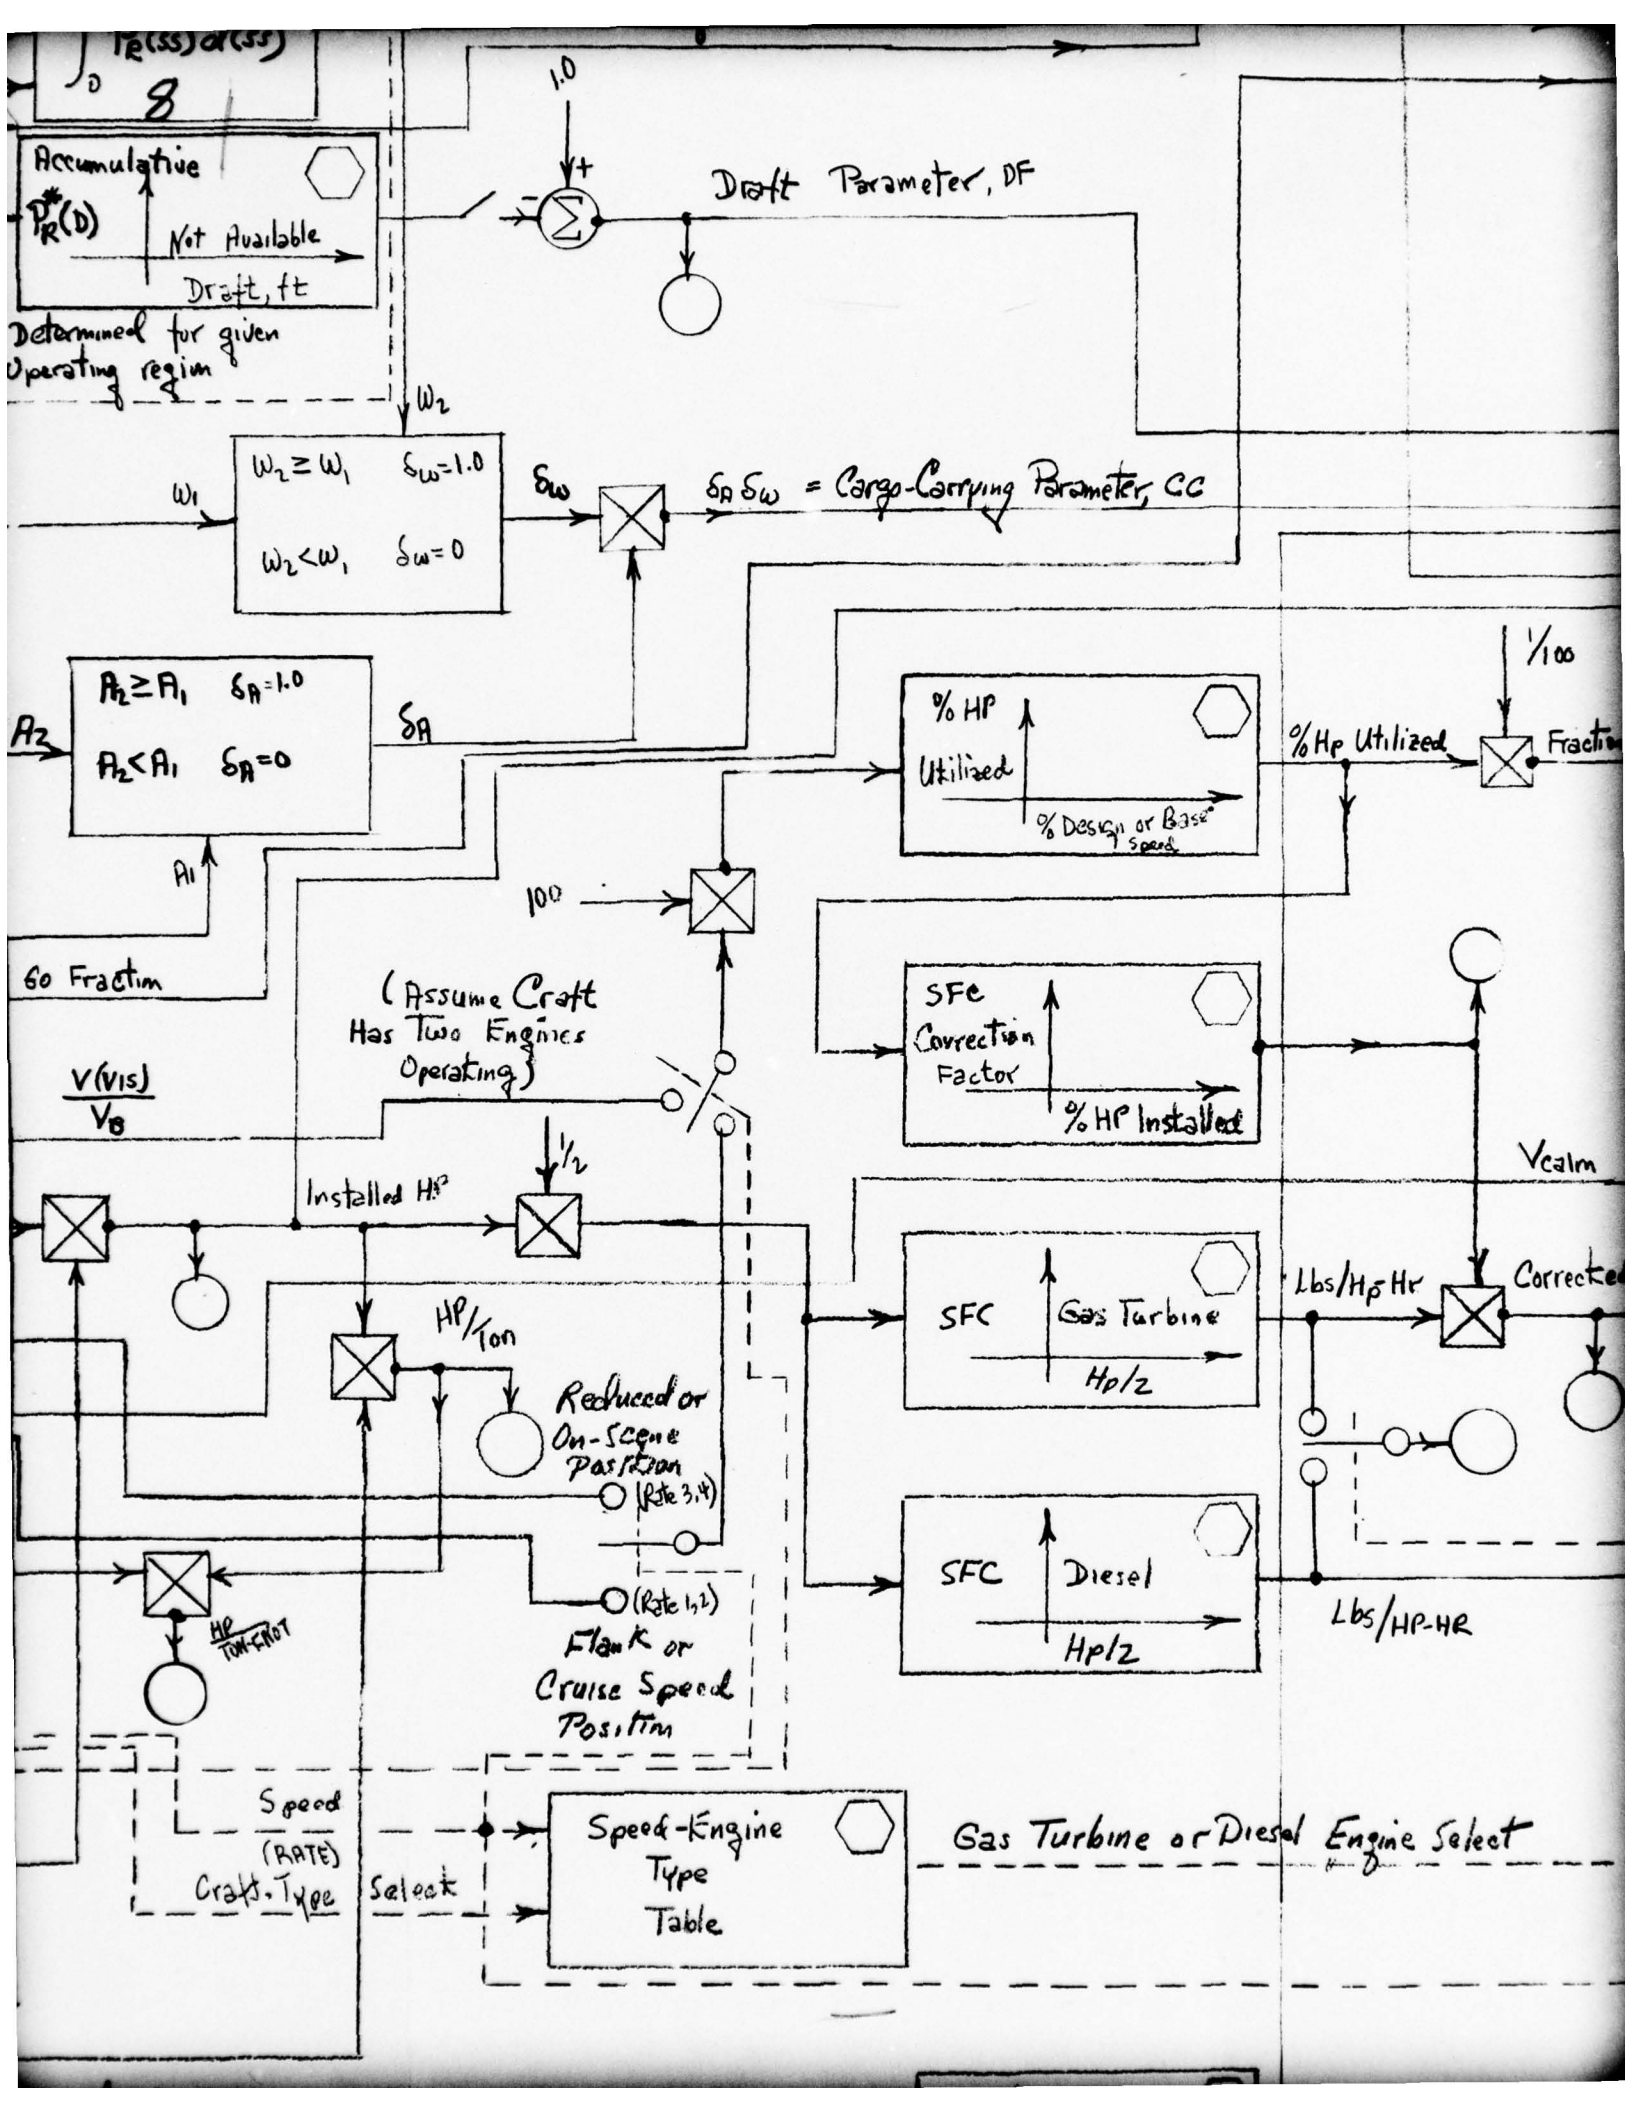 8
1.0
+
-
Σ
Draft Parameter, DF
Accumulative
P*R(D)
Not Available
Draft, ft
Determined for given
Operating regim
W2
W1
W2 ≥ W1 δW=1.0
W2 < W1 δW=0
δW
δA δW = Cargo-Carrying Parameter, CC
A2
A2 ≥ A1 δA=1.0
A2 < A1 δA=0
δA
A1
% HP
Utilized
% Design or Base
Speed
% Hp Utilized
1/100
100
Go Fraction
(Assume Craft
Has Two Engines
Operating)
SFC
Correction
Factor
% HP Installed
V(VIS)
VB
1/2
Installed HP
Vcalm
SFC
Gas Turbine
Hp/2
Lbs/Hp-Hr
Corrected
HP/Ton
Reduced or
On-Scene
Position
(Rate 3,4)
(Rate 1,2)
Flank or
Cruise Speed
Position
HP
TON-KNOT
SFC
Diesel
Hp/2
Lbs/HP-HR
Speed
(RATE)
Craft-Type Select
Speed-Engine
Type
Table
Gas Turbine or Diesel Engine Select